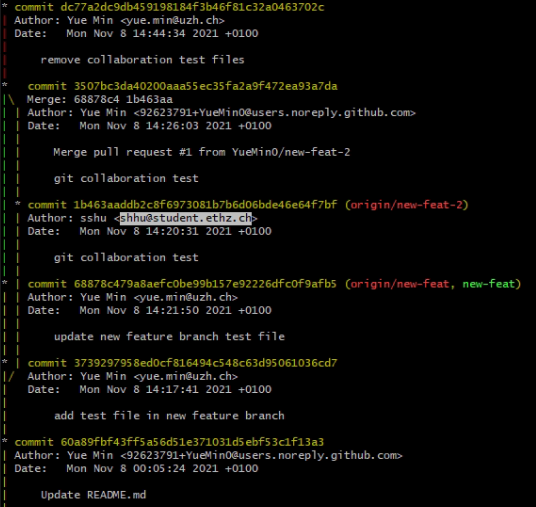 * commit dc77a2dc9db459198184f3b46f81c32a0463702c
| Author: Yue Min <yue.min@uzh.ch>
| Date:   Mon Nov 8 14:44:34 2021 +0100
|
|     remove collaboration test files
|
*   commit 3507bc3da40200aaa55ec35fa2a9f472ea93a7da
|\  Merge: 68878c4 1b463aa
| | Author: Yue Min <92623791+YueMin0@users.noreply.github.com>
| | Date:   Mon Nov 8 14:26:03 2021 +0100
| |
| |     Merge pull request #1 from YueMin0/new-feat-2
| |
| |     git collaboration test
| |
| * commit 1b463aaddb2c8f6973081b7b6d06bde46e64f7bf (origin/new-feat-2)
| | Author: sshu <shhu@student.ethz.ch>
| | Date:   Mon Nov 8 14:20:31 2021 +0100
| |
| |     git collaboration test
| |
* | commit 68878c479a8aefc0be99b157e92226dfc0f9afb5 (origin/new-feat, new-feat)
| | Author: Yue Min <yue.min@uzh.ch>
| | Date:   Mon Nov 8 14:21:50 2021 +0100
| |
| |     update new feature branch test file
| |
* | commit 3739297958ed0cf816494c548c63d95061036cd7
|/  Author: Yue Min <yue.min@uzh.ch>
|   Date:   Mon Nov 8 14:17:41 2021 +0100
|
|       add test file in new feature branch
|
* commit 60a89fbf43ff5a56d51e371031d5ebf53c1f13a3
| Author: Yue Min <92623791+YueMin0@users.noreply.github.com>
| Date:   Mon Nov 8 00:05:24 2021 +0100
|
|     Update README.md